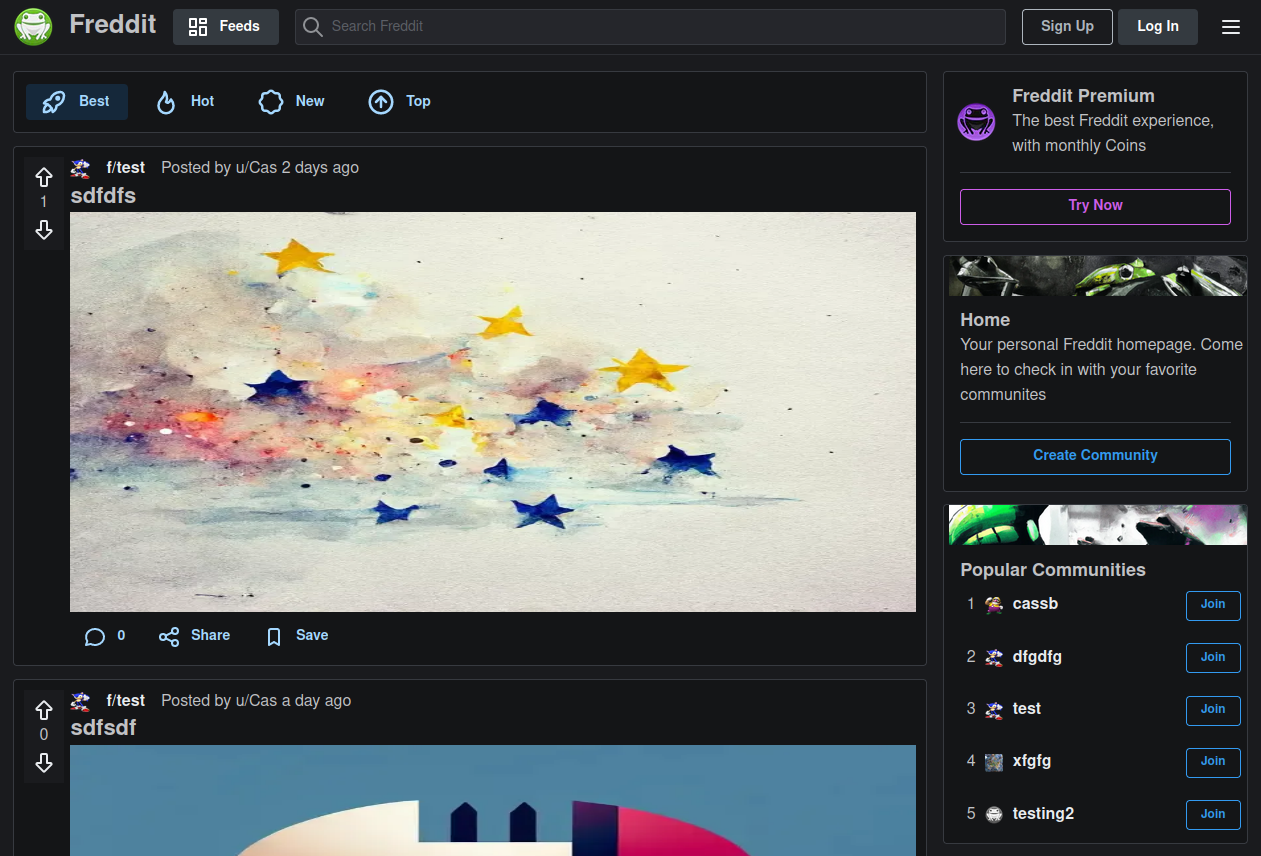 Freddit
Feeds
Search Freddit
Sign Up
Log In
Best
Hot
New
Top
f/test Posted by u/Cas 2 days ago
1
sdfdfs
0
Share
Save
f/test Posted by u/Cas a day ago
0
sdfsdf
Freddit Premium
The best Freddit experience,
with monthly Coins
Try Now
Home
Your personal Freddit homepage. Come
here to check in with your favorite
communites
Create Community
Popular Communities
1 cassb Join
2 dfgdfg Join
3 test Join
4 xfgfg Join
5 testing2 Join